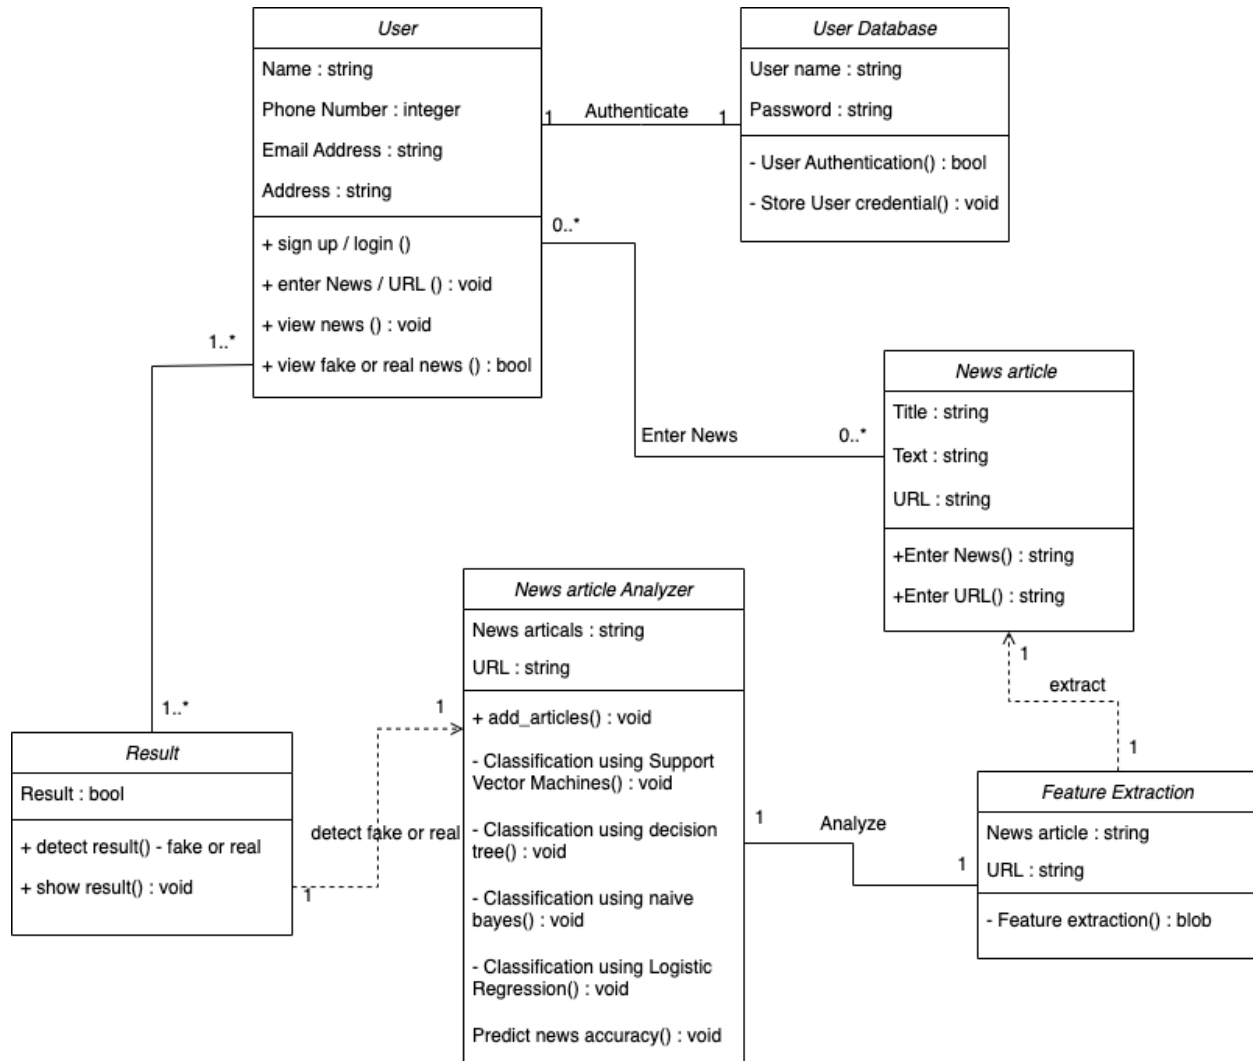 User
Name : string
Phone Number : integer
Email Address : string
Address : string
+ sign up / login ()
+ enter News / URL () : void
+ view news () : void
+ view fake or real news () : bool
1
Authenticate
1
User Database
User name : string
Password : string
- User Authentication() : bool
- Store User credential() : void
0..*
Enter News
0..*
1..*
1..*
News article
Title : string
Text : string
URL : string
+Enter News() : string
+Enter URL() : string
1
extract
1
News article Analyzer
News articals : string
URL : string
+ add_articles() : void
- Classification using Support
Vector Machines() : void
- Classification using decision
tree() : void
- Classification using naive
bayes() : void
- Classification using Logistic
Regression() : void
Predict news accuracy() : void
1
detect fake or real
1
Result
Result : bool
+ detect result() - fake or real
+ show result() : void
1
Analyze
1
Feature Extraction
News article : string
URL : string
- Feature extraction() : blob